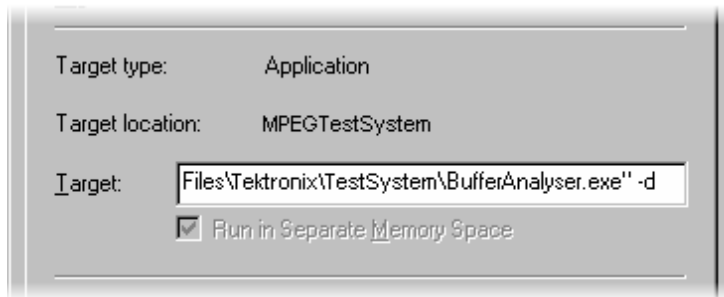 Target type: Application
Target location: MPEGTestSystem
Target: Files\Tektronix\TestSystem\BufferAnalyser.exe" -d
Run in Separate Memory Space